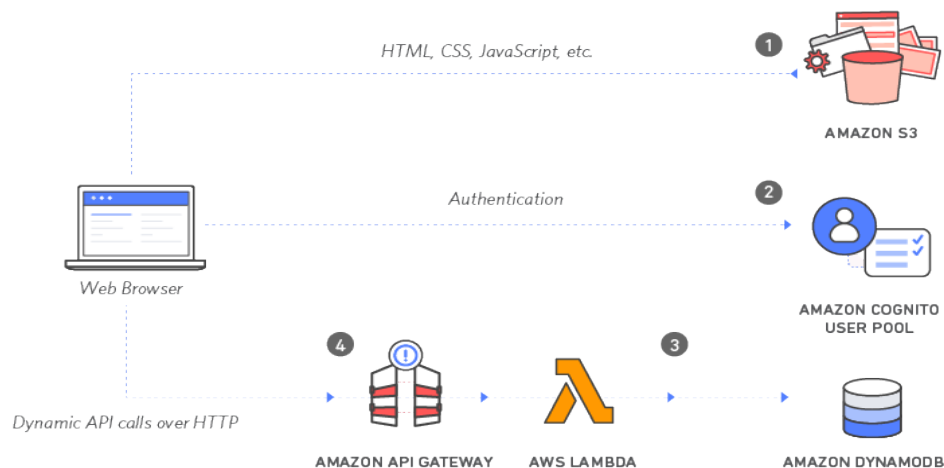 HTML, CSS, JavaScript, etc.
1
AMAZON S3
Authentication
2
Web Browser
AMAZON COGNITO
USER POOL
4
3
Dynamic API calls over HTTP
AMAZON API GATEWAY
AWS LAMBDA
AMAZON DYNAMODB